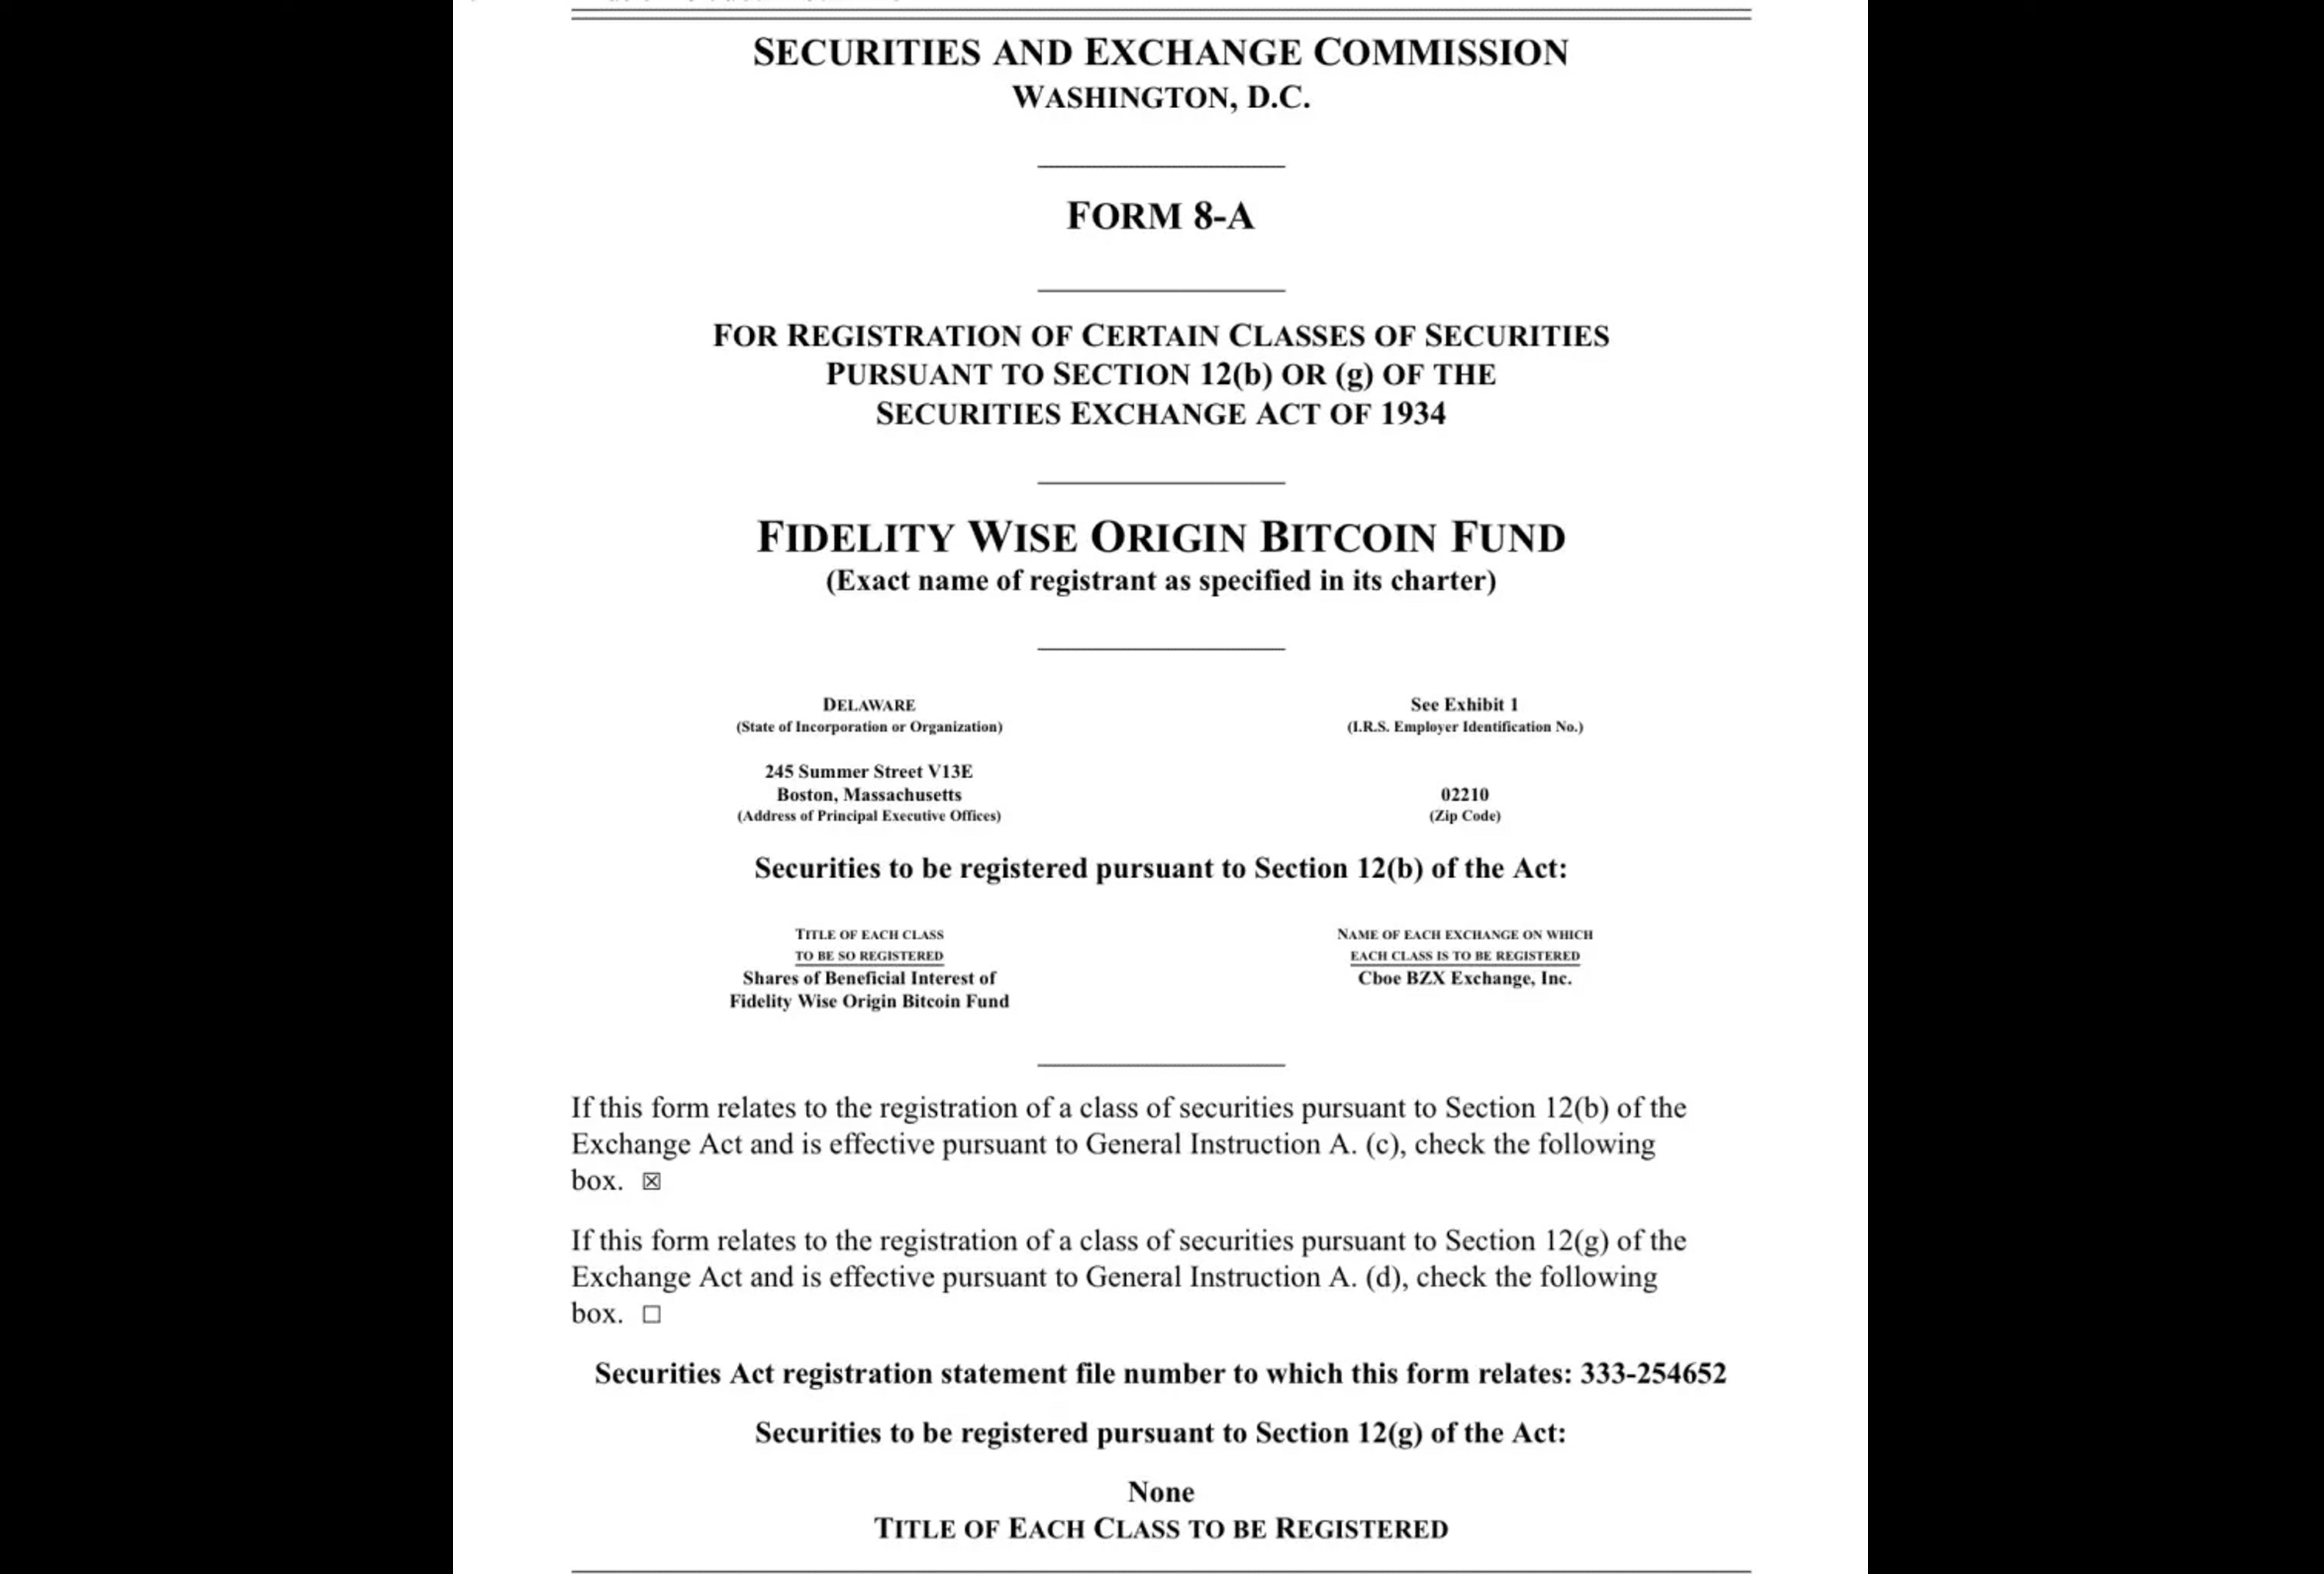 SECURITIES AND EXCHANGE COMMISSION
WASHINGTON, D.C.
FORM 8-A
FOR REGISTRATION OF CERTAIN CLASSES OF SECURITIES
PURSUANT TO SECTION 12(b) OR (g) OF THE
SECURITIES EXCHANGE ACT OF 1934
FIDELITY WISE ORIGIN BITCOIN FUND
(Exact name of registrant as specified in its charter)
DELAWARE
(State of Incorporation or Organization)
See Exhibit 1
(I.R.S. Employer Identification No.)
245 Summer Street V13E
Boston, Massachusetts
(Address of Principal Executive Offices)
02210
(Zip Code)
Securities to be registered pursuant to Section 12(b) of the Act:
TITLE OF EACH CLASS
TO BE SO REGISTERED
Shares of Beneficial Interest of
Fidelity Wise Origin Bitcoin Fund
NAME OF EACH EXCHANGE ON WHICH
EACH CLASS IS TO BE REGISTERED
Cboe BZX Exchange, Inc.
If this form relates to the registration of a class of securities pursuant to Section 12(b) of the
Exchange Act and is effective pursuant to General Instruction A. (c), check the following
box. ☒
If this form relates to the registration of a class of securities pursuant to Section 12(g) of the
Exchange Act and is effective pursuant to General Instruction A. (d), check the following
box. ☐
Securities Act registration statement file number to which this form relates: 333-254652
Securities to be registered pursuant to Section 12(g) of the Act:
None
TITLE OF EACH CLASS TO BE REGISTERED